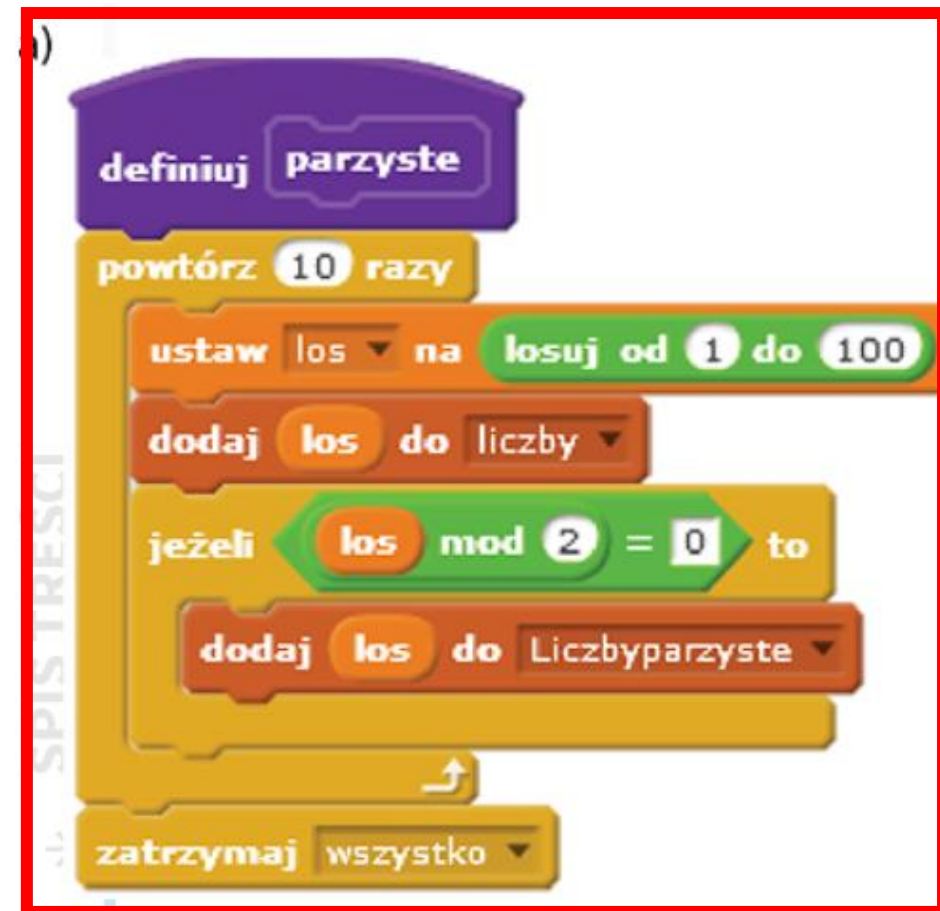 a)
definiuj parzyste
powtórz 10 razy
ustaw los na losuj od 1 do 100
dodaj los do liczby
jeżeli los mod 2 = 0 to
dodaj los do Liczbyparzyste
zatrzymaj wszystko
SPIS TREŚCI